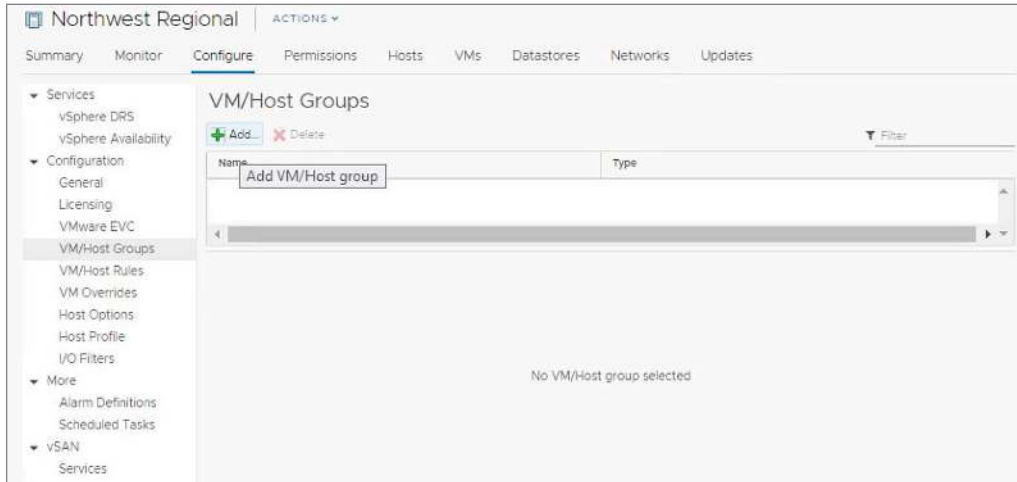 Northwest Regional ACTIONS
Summary Monitor Configure Permissions Hosts VMs Datastores Networks Updates
Services
vSphere DRS
vSphere Availability
Configuration
General
Licensing
VMware EVC
VM/Host Groups
VM/Host Rules
VM Overrides
Host Options
Host Profile
I/O Filters
More
Alarm Definitions
Scheduled Tasks
vSAN
Services
VM/Host Groups
Add... Delete Filter
Name Type
Add VM/Host group
No VM/Host group selected